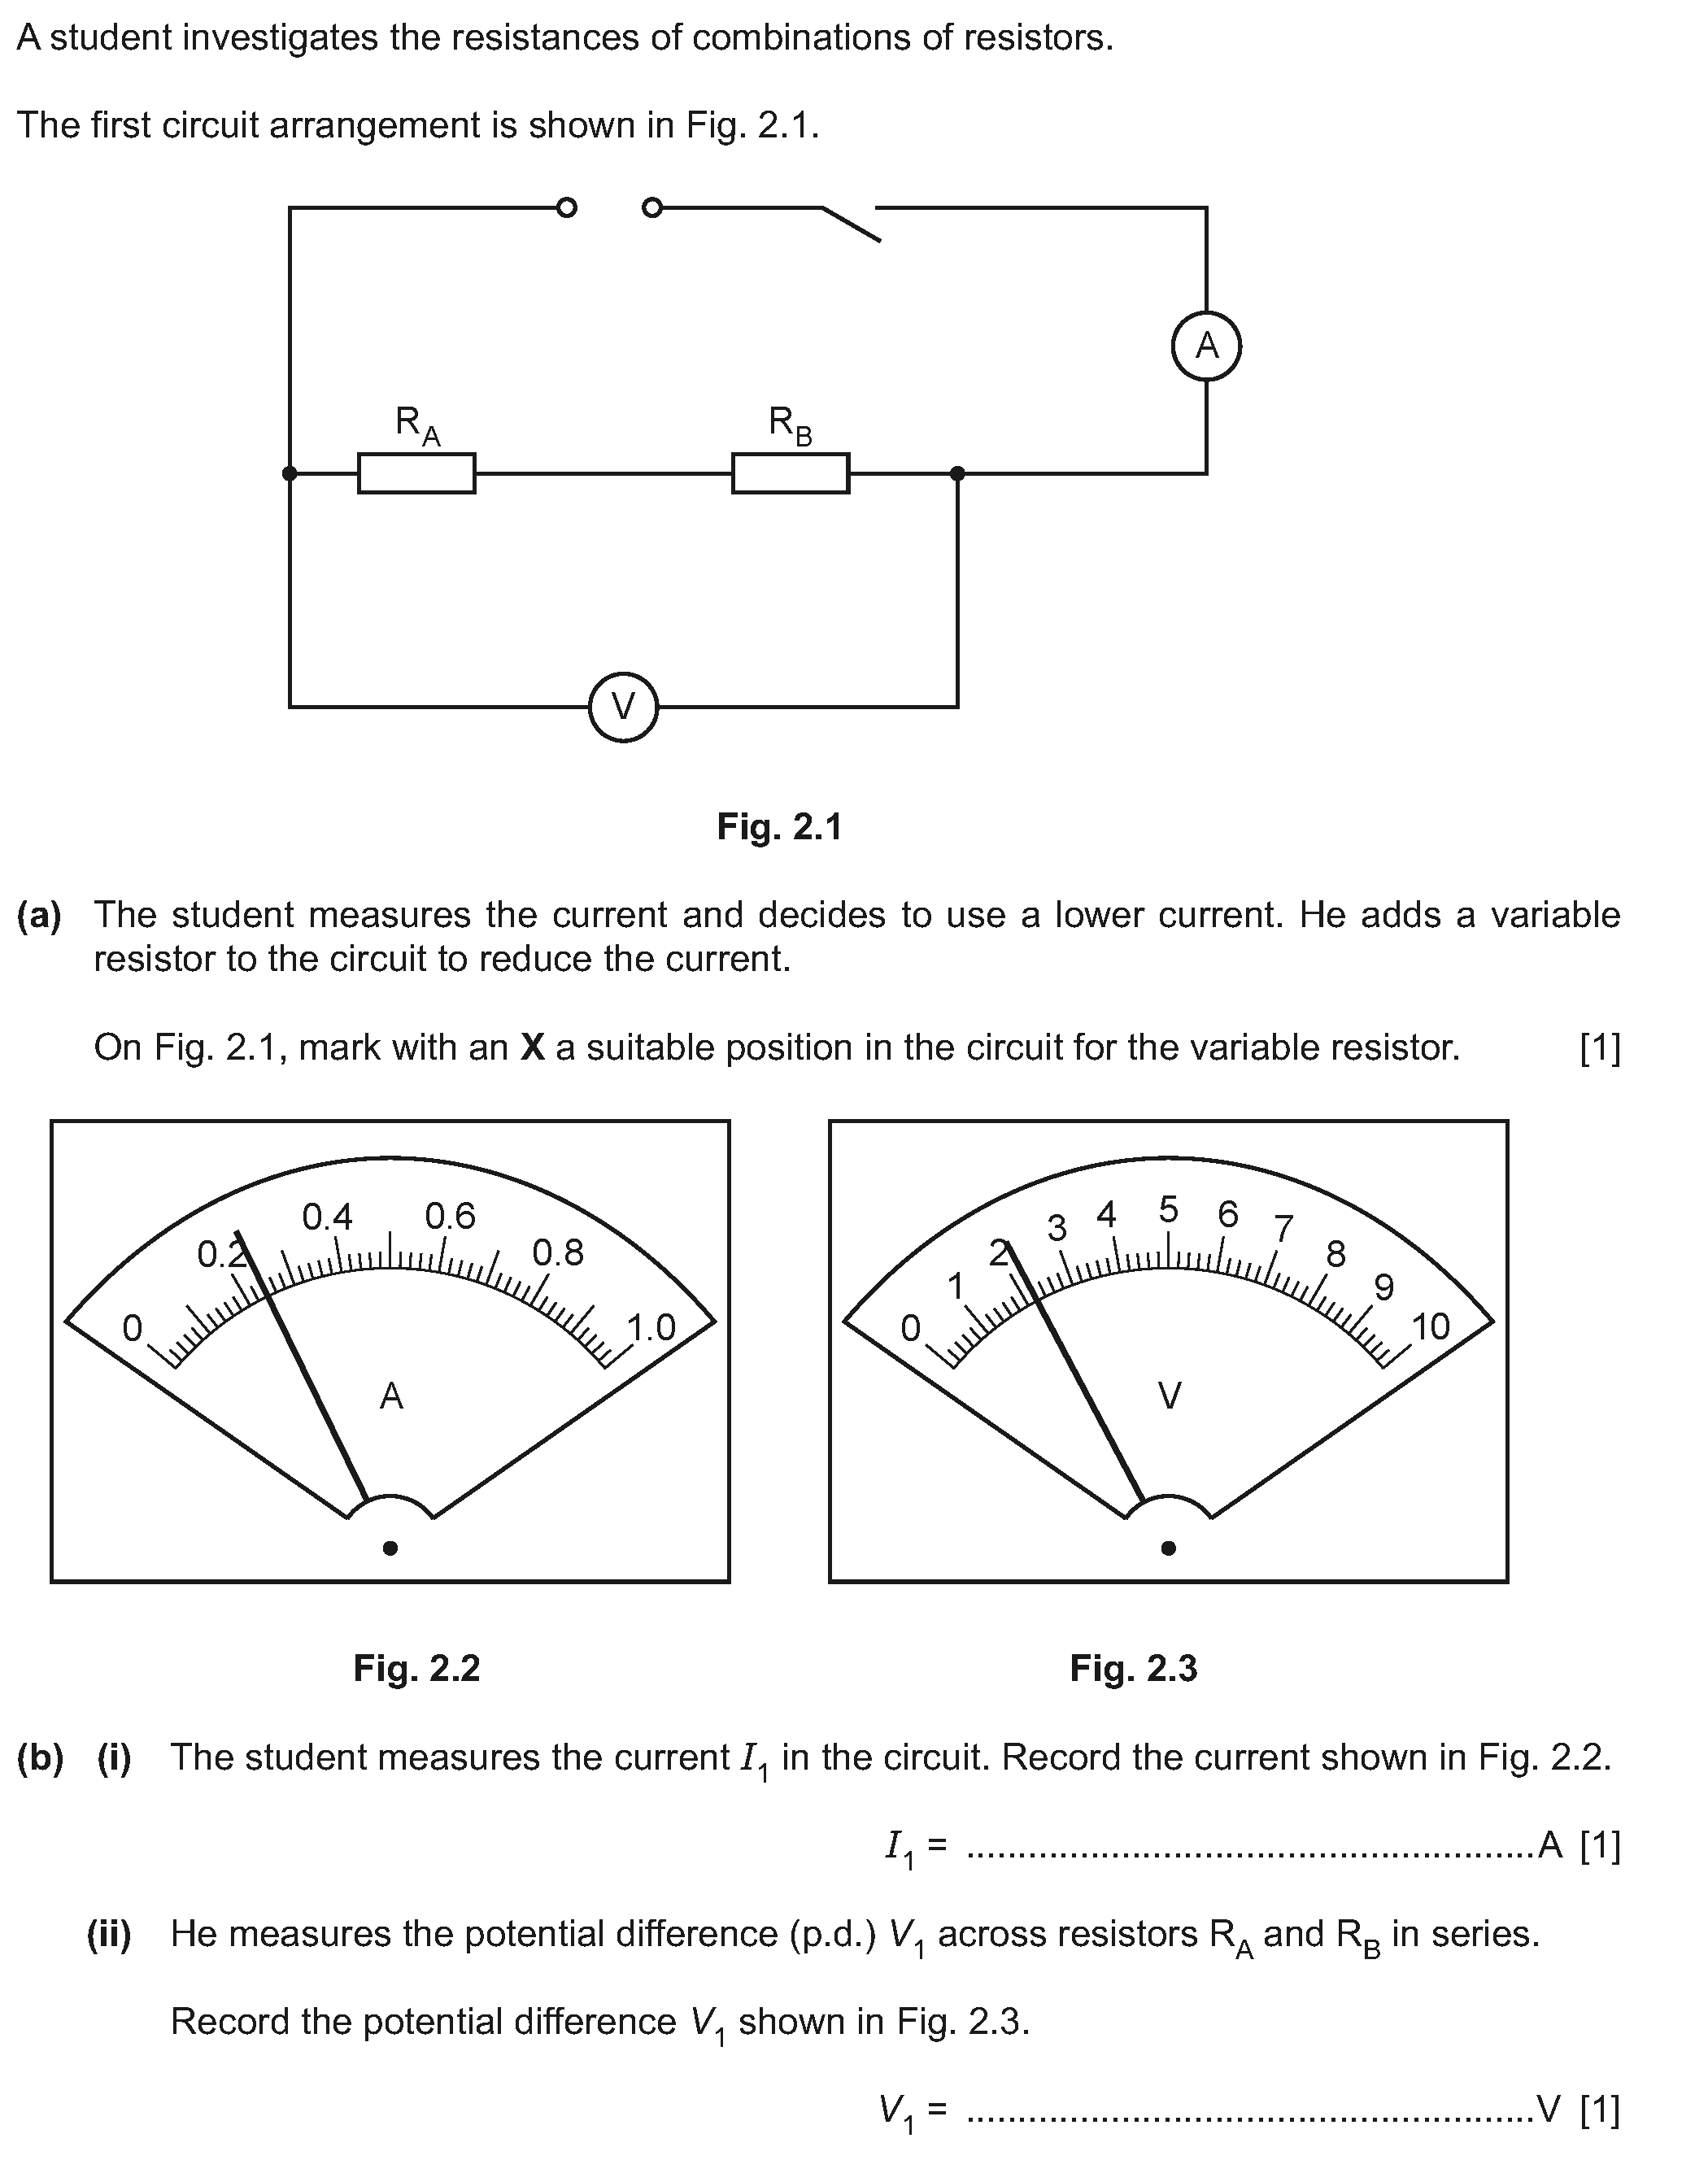 A student investigates the resistances of combinations of resistors.
The first circuit arrangement is shown in Fig. 2.1.
A
R_A R_B
V
Fig. 2.1
(a) The student measures the current and decides to use a lower current. He adds a variable
resistor to the circuit to reduce the current.
On Fig. 2.1, mark with an X a suitable position in the circuit for the variable resistor. [1]
0 0.2 0.4 0.6 0.8 1.0
A
0 1 2 3 4 5 6 7 8 9 10
V
Fig. 2.2 Fig. 2.3
(b) (i) The student measures the current I_1 in the circuit. Record the current shown in Fig. 2.2.
I_1 = ......................................................A [1]
(ii) He measures the potential difference (p.d.) V_1 across resistors R_A and R_B in series.
Record the potential difference V_1 shown in Fig. 2.3.
V_1 = ......................................................V [1]